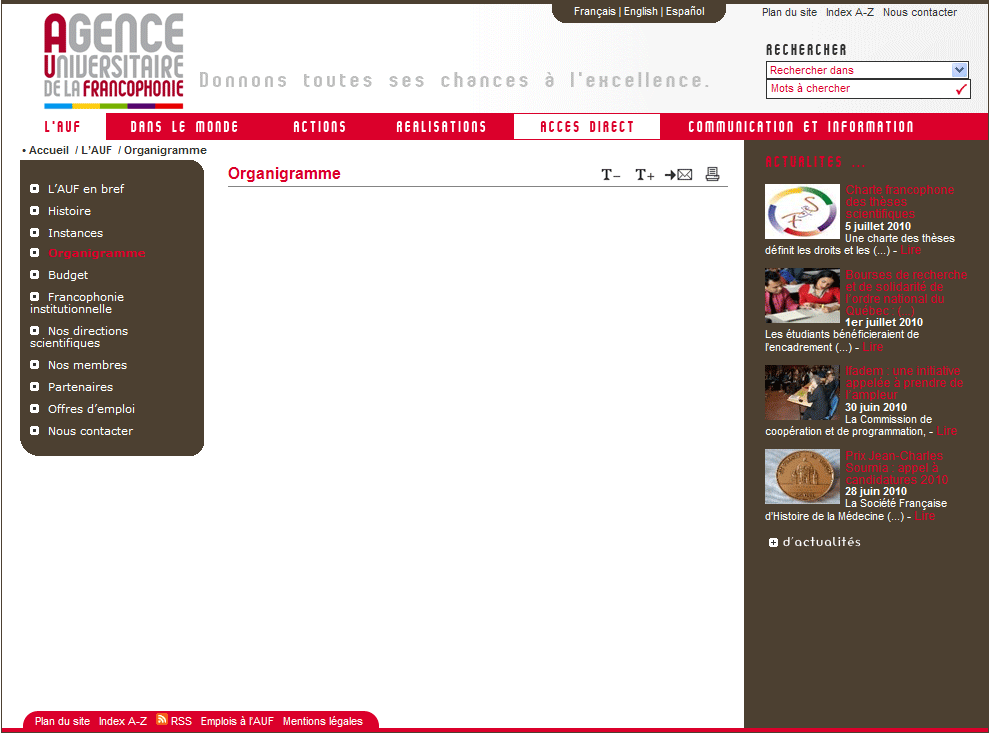 Français | English | Español
Plan du site Index A-Z Nous contacter
AGENCE
UNIVERSITAIRE
DE LA FRANCOPHONIE
Donnons toutes ses chances à l'excellence.
RECHERCHER
Rechercher dans
Mots à chercher
L'AUF DANS LE MONDE ACTIONS REALISATIONS ACCES DIRECT COMMUNICATION ET INFORMATION
• Accueil / L'AUF / Organigramme
L'AUF en bref
Histoire
Instances
Organigramme
Budget
Francophonie
institutionnelle
Nos directions
scientifiques
Nos membres
Partenaires
Offres d'emploi
Nous contacter
Organigramme
T- T+
ACTUALITES ...
Charte francophone
des thèses
scientifiques
5 juillet 2010
Une charte des thèses
définit les droits et les (...) - Lire
Bourses de recherche
et de solidarité de
l'ordre national du
Québec : (...)
1er juillet 2010
Les étudiants bénéficieraient de
l'encadrement (...) - Lire
Ifadem : une initiative
appelée à prendre de
l'ampleur
30 juin 2010
La Commission de
coopération et de programmation, - Lire
Prix Jean-Charles
Sournia : appel à
candidatures 2010
28 juin 2010
La Société Française
d'Histoire de la Médecine (...) - Lire
d'actualités
Plan du site Index A-Z RSS Emplois à l'AUF Mentions légales